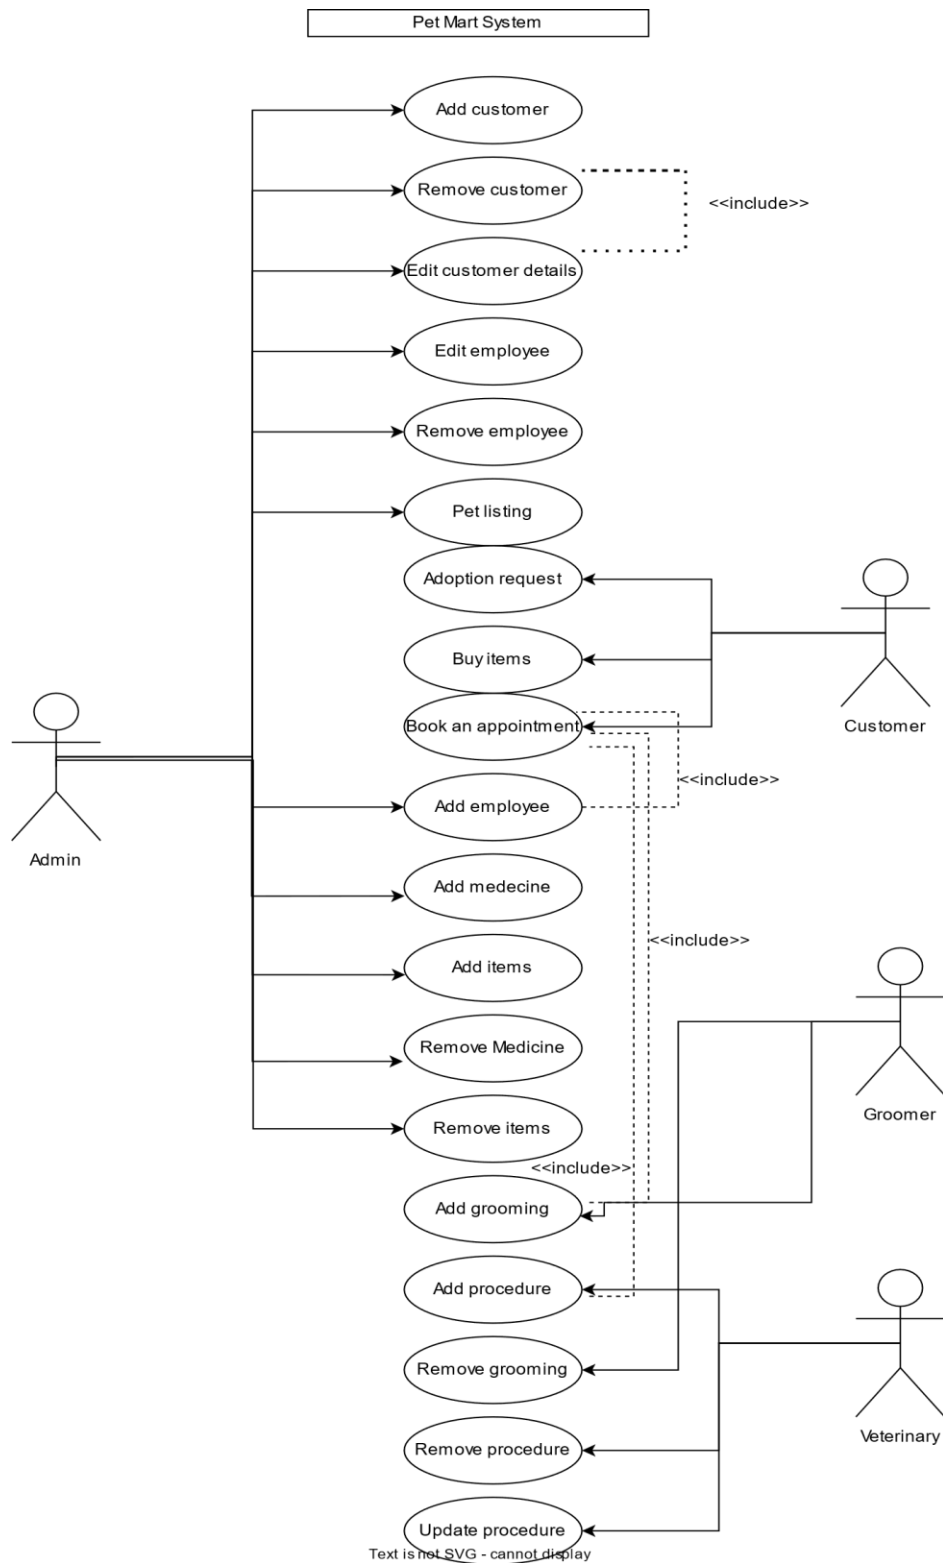 Pet Mart System
Add customer
Remove customer
<<include>>
Edit customer details
Edit employee
Remove employee
Pet listing
Adoption request
Buy items
Book an appointment
Customer
<<include>>
Add employee
Admin
Add medecine
<<include>>
Add items
Remove Medicine
Groomer
Remove items
<<include>>
Add grooming
Add procedure
Remove grooming
Veterinary
Remove procedure
Update procedure
Text is not SVG - cannot display